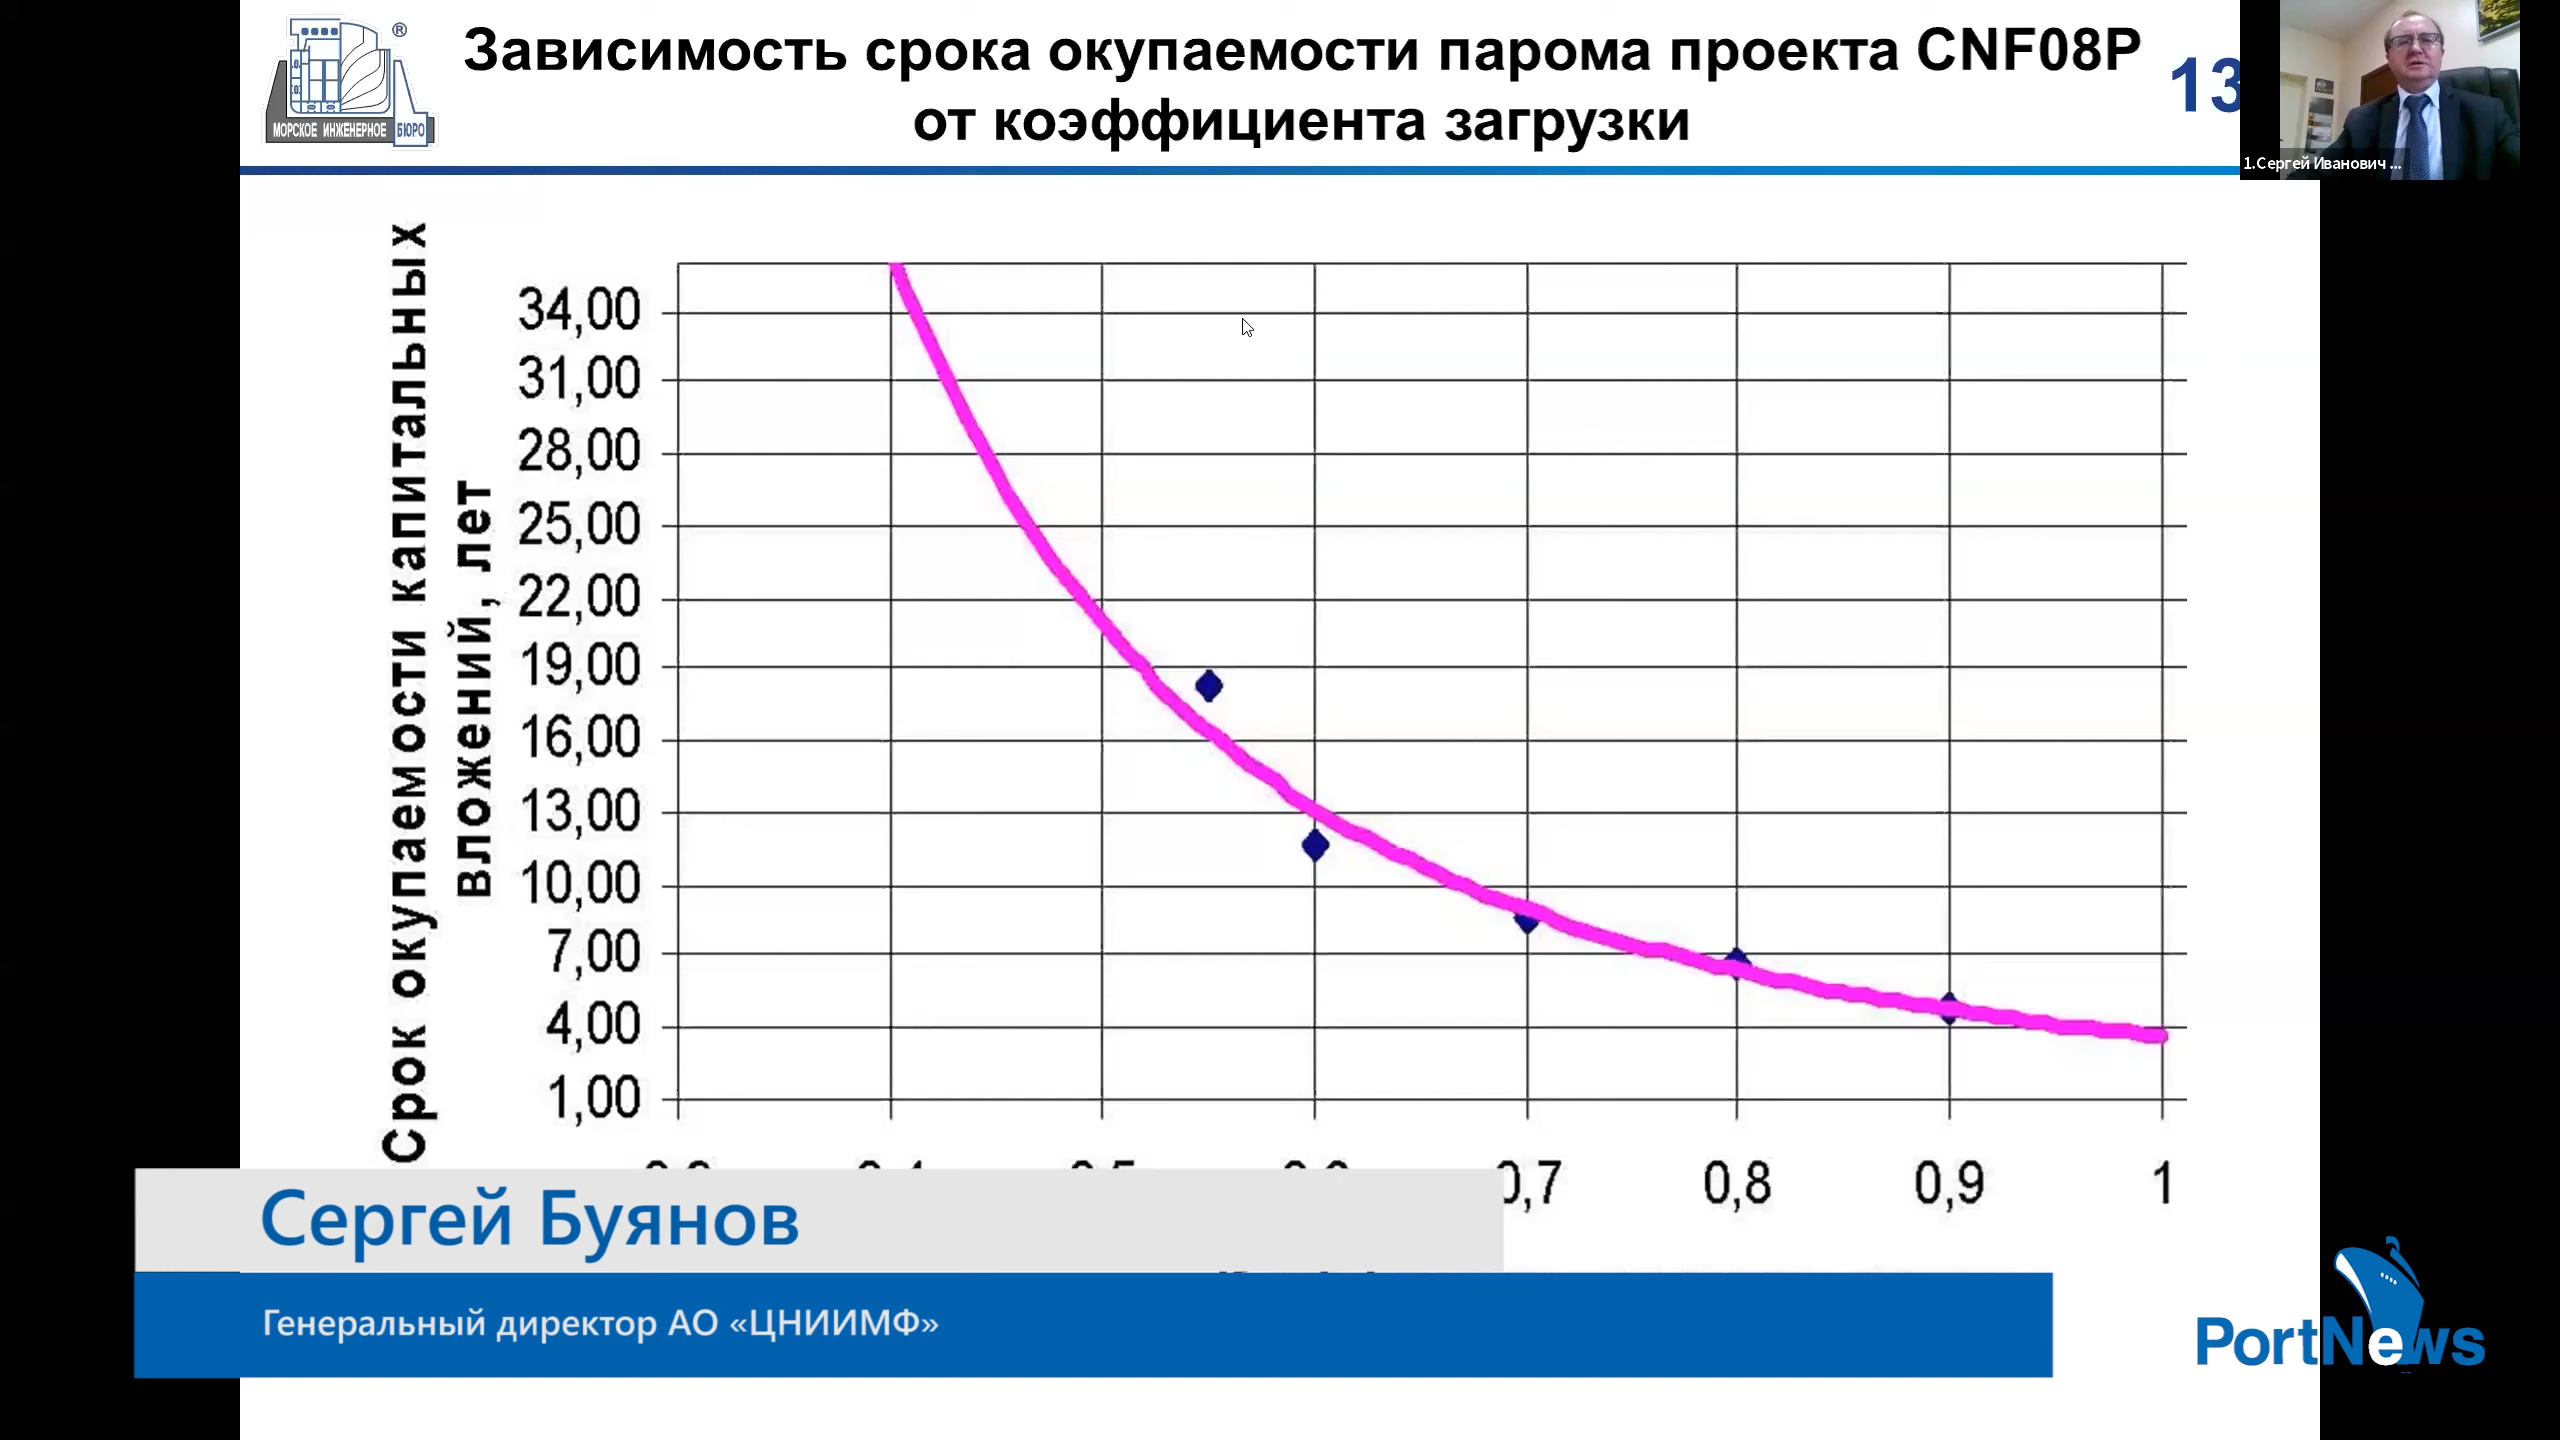 Зависимость срока окупаемости парома проекта CNF08P
от коэффициента загрузки
13
®
МОРСКОЕ ИНЖЕНЕРНОЕ БЮРО
1.Сергей Иванович ...
Срок окупаемости капитальных
вложений, лет
34,00
31,00
28,00
25,00
22,00
19,00
16,00
13,00
10,00
7,00
4,00
1,00
0,7 0,8 0,9 1
Сергей Буянов
Генеральный директор АО «ЦНИИМФ»
PortNews